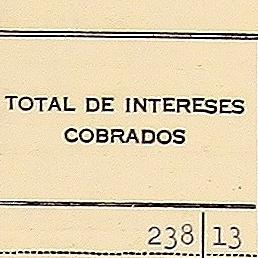 TOTAL DE INTERESES
COBRADOS
238 13